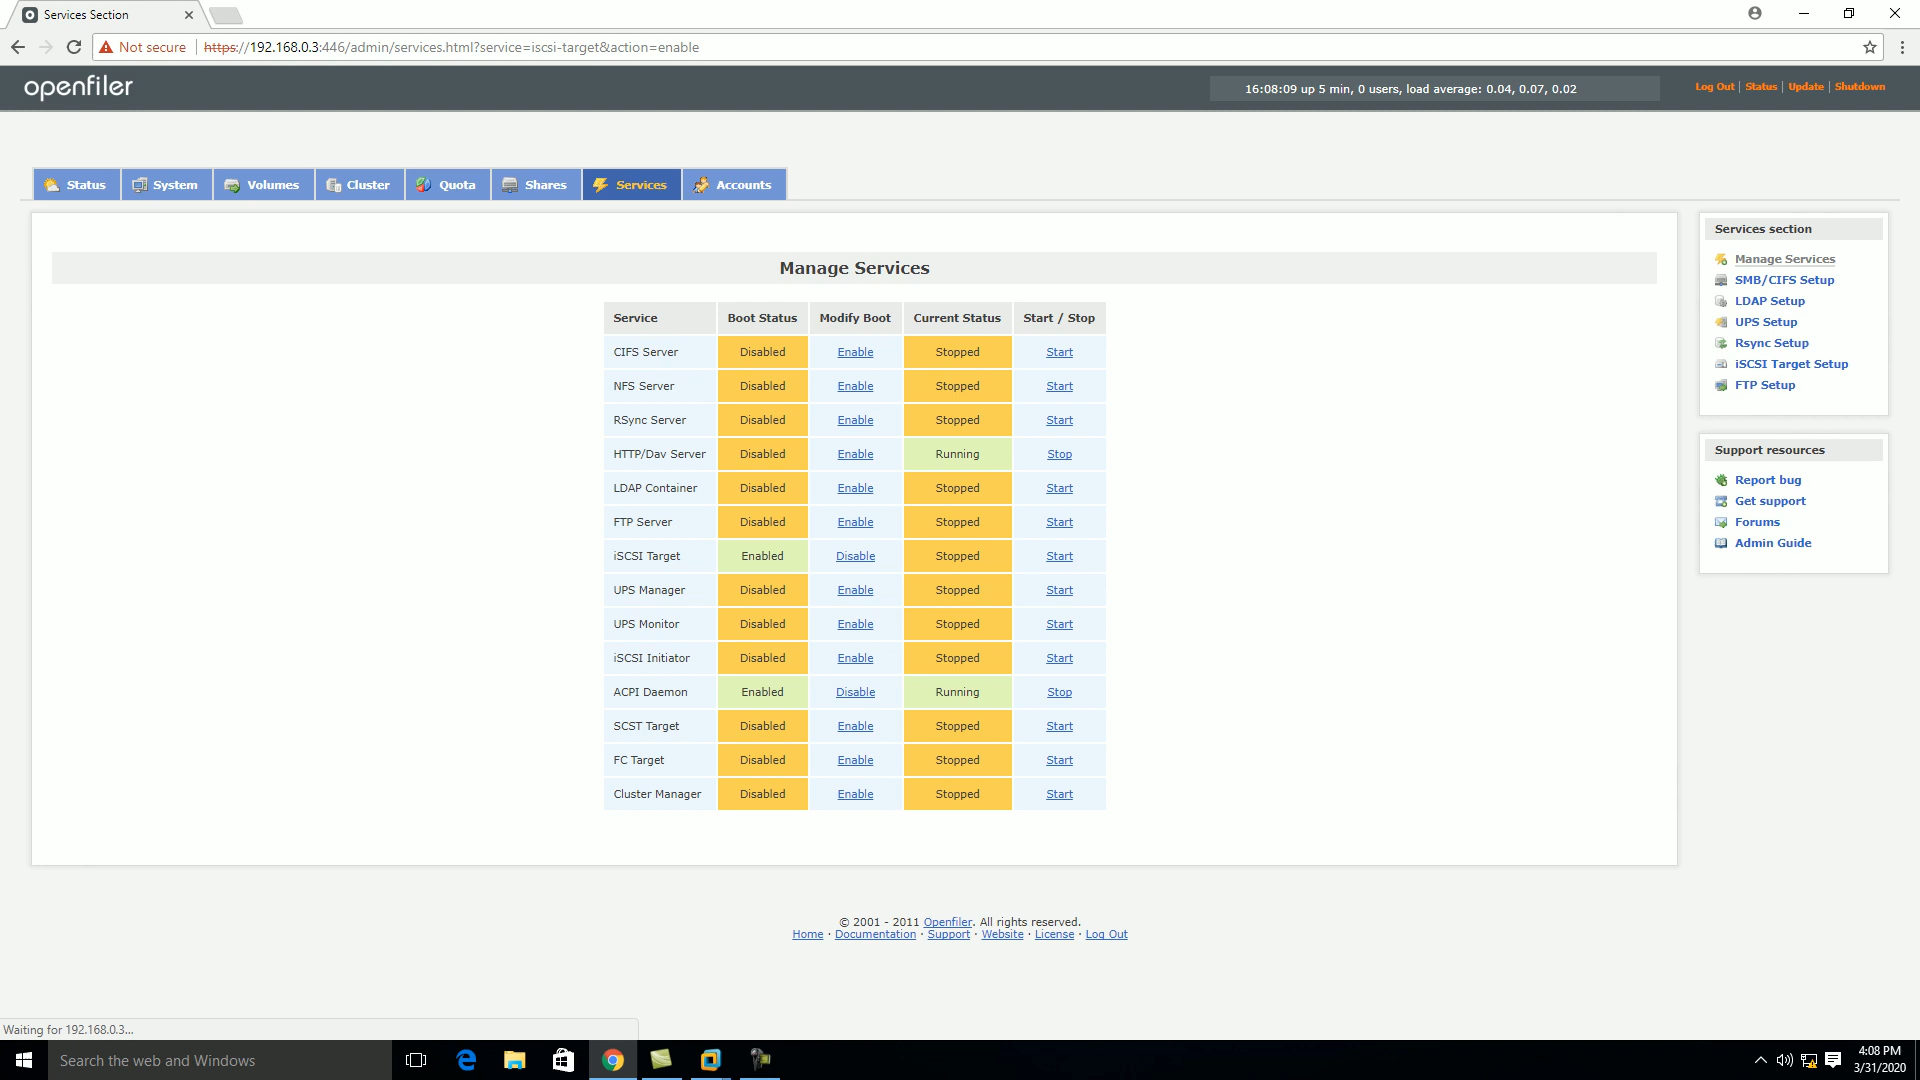 Services Section
Not secure | https://192.168.0.3:446/admin/services.html?service=iscsi-target&action=enable
openfiler
16:08:09 up 5 min, 0 users, load average: 0.04, 0.07, 0.02
Log Out | Status | Update | Shutdown
Status System Volumes Cluster Quota Shares Services Accounts
Manage Services
Service Boot Status Modify Boot Current Status Start / Stop
CIFS Server Disabled Enable Stopped Start
NFS Server Disabled Enable Stopped Start
RSync Server Disabled Enable Stopped Start
HTTP/Dav Server Disabled Enable Running Stop
LDAP Container Disabled Enable Stopped Start
FTP Server Disabled Enable Stopped Start
iSCSI Target Enabled Disable Stopped Start
UPS Manager Disabled Enable Stopped Start
UPS Monitor Disabled Enable Stopped Start
iSCSI Initiator Disabled Enable Stopped Start
ACPI Daemon Enabled Disable Running Stop
SCST Target Disabled Enable Stopped Start
FC Target Disabled Enable Stopped Start
Cluster Manager Disabled Enable Stopped Start
Services section
Manage Services
SMB/CIFS Setup
LDAP Setup
UPS Setup
Rsync Setup
iSCSI Target Setup
FTP Setup
Support resources
Report bug
Get support
Forums
Admin Guide
© 2001 - 2011 Openfiler. All rights reserved.
Home · Documentation · Support · Website · License · Log Out
Waiting for 192.168.0.3...
Search the web and Windows
4:08 PM
3/31/2020